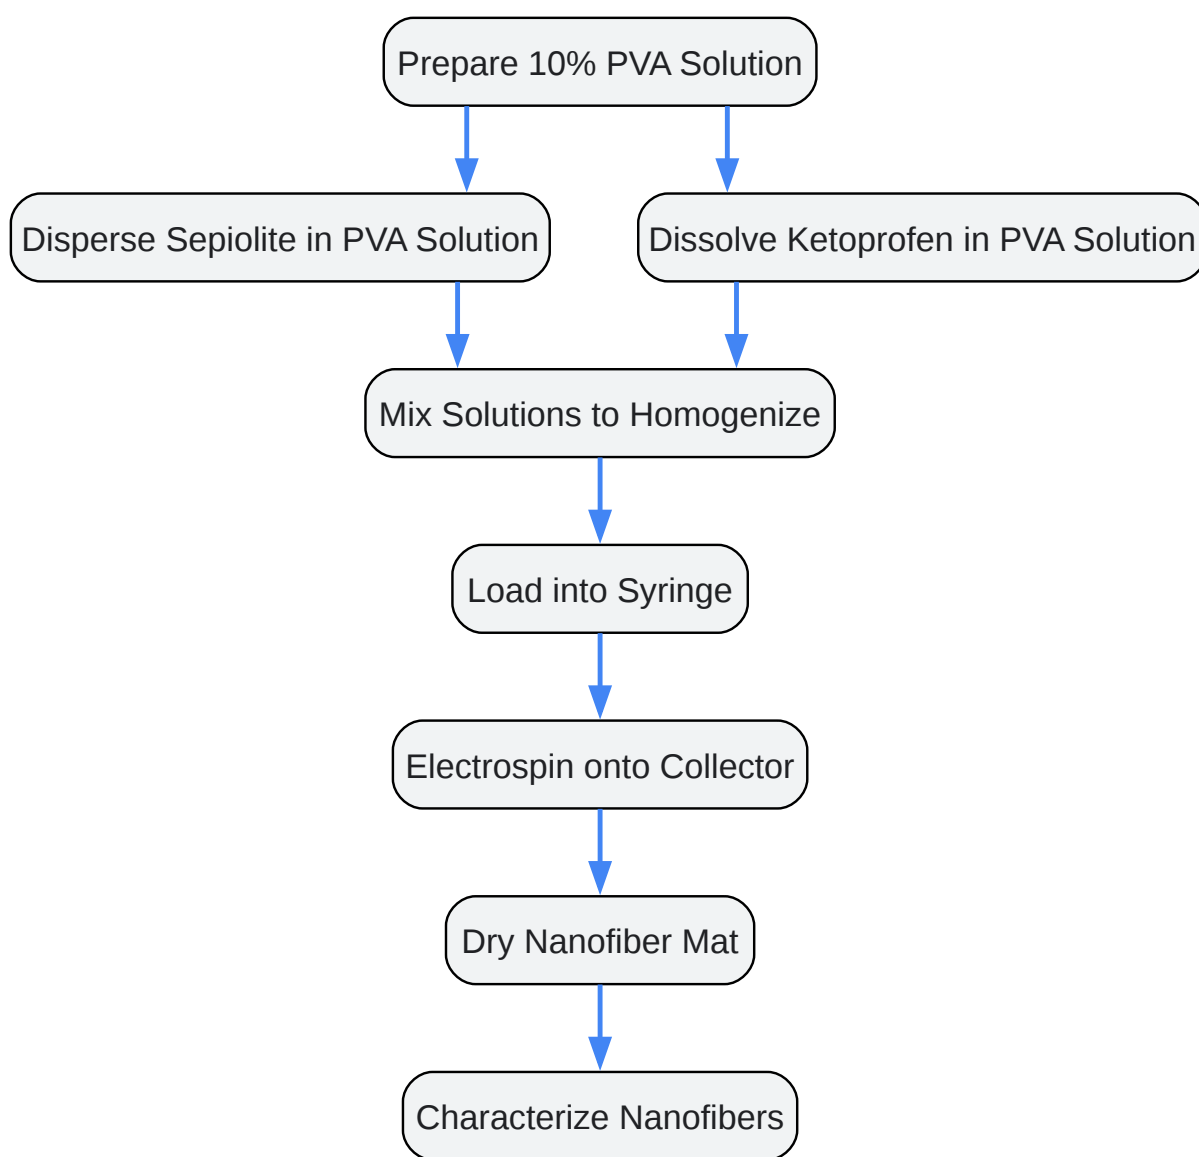 Prepare 10% PVA Solution
Disperse Sepiolite in PVA Solution
Dissolve Ketoprofen in PVA Solution
Mix Solutions to Homogenize
Load into Syringe
Electrospin onto Collector
Dry Nanofiber Mat
Characterize Nanofibers